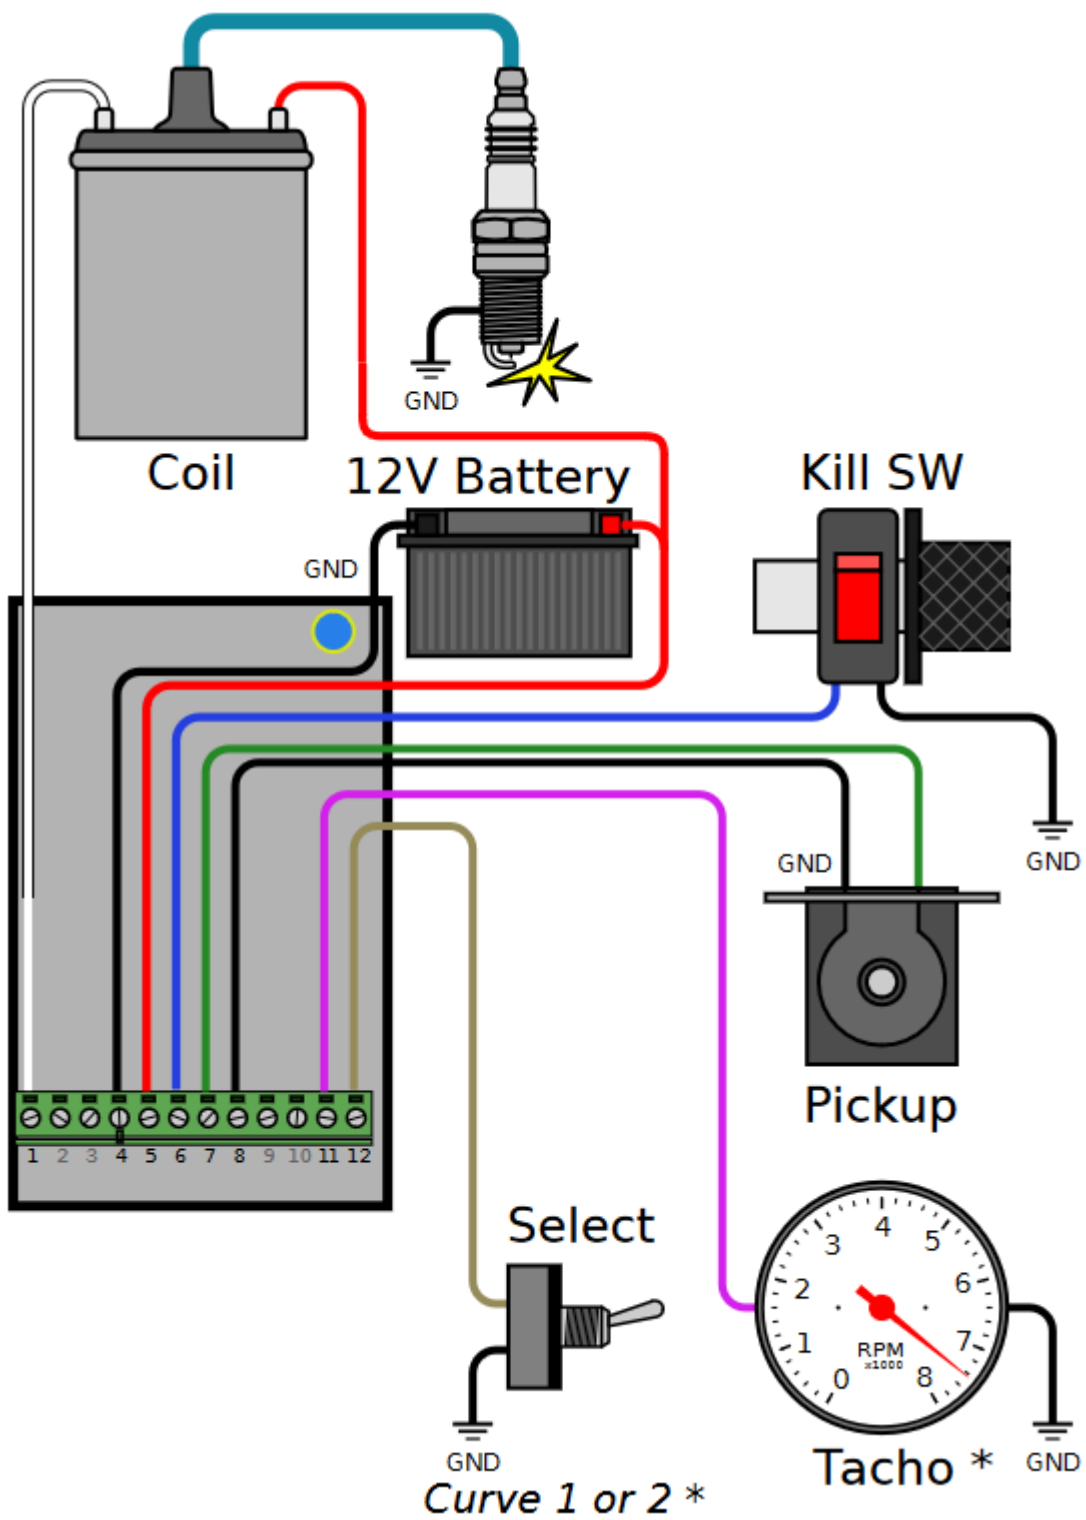 GND
Coil
12V Battery
Kill SW
GND
GND
GND
Pickup
1 2 3 4 5 6 7 8 9 10 11 12
Select
0 1 2 3 4 5 6 7 8
RPM
x1000
GND
Tacho *
GND
Curve 1 or 2 *